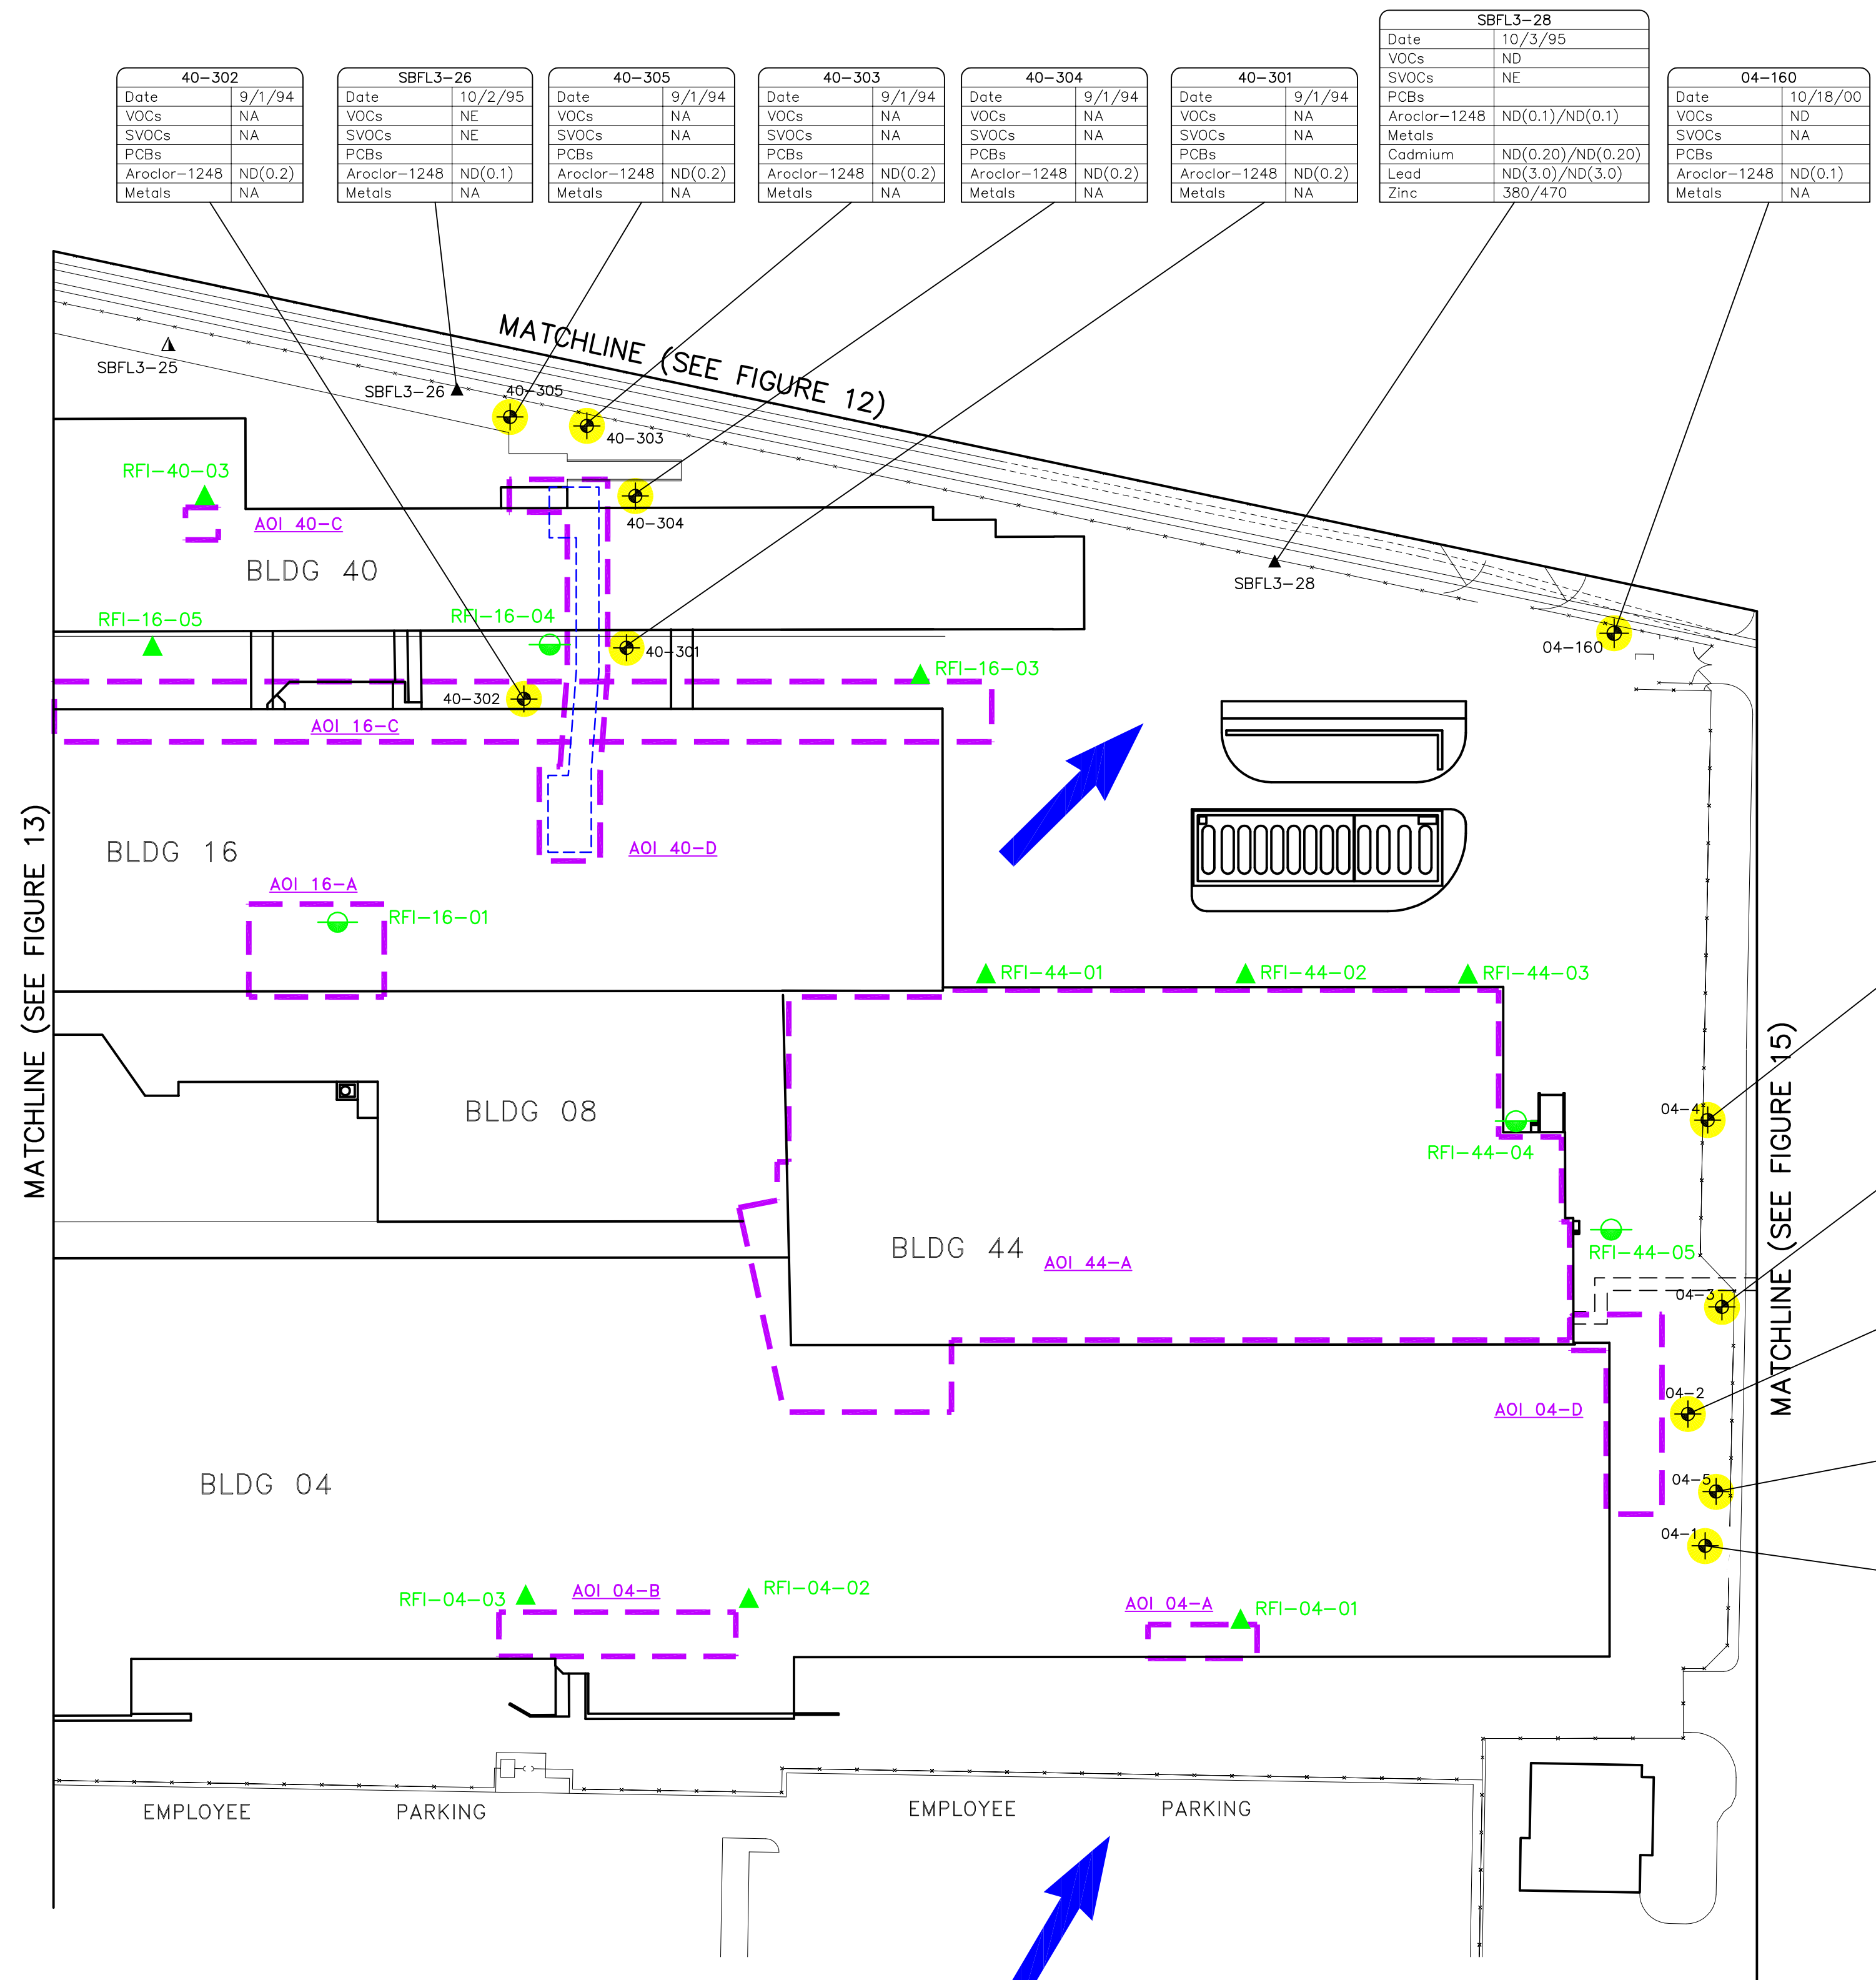 40-302
Date 9/1/94
VOCs NA
SVOCs NA
PCBs
Aroclor-1248 ND(0.2)
Metals NA
SBFL3-26
Date 10/2/95
VOCs NE
SVOCs NE
PCBs
Aroclor-1248 ND(0.1)
Metals NA
40-305
Date 9/1/94
VOCs NA
SVOCs NA
PCBs
Aroclor-1248 ND(0.2)
Metals NA
40-303
Date 9/1/94
VOCs NA
SVOCs NA
PCBs
Aroclor-1248 ND(0.2)
Metals NA
40-304
Date 9/1/94
VOCs NA
SVOCs NA
PCBs
Aroclor-1248 ND(0.2)
Metals NA
40-301
Date 9/1/94
VOCs NA
SVOCs NA
PCBs
Aroclor-1248 ND(0.2)
Metals NA
SBFL3-28
Date 10/3/95
VOCs ND
SVOCs NE
PCBs
Aroclor-1248 ND(0.1)/ND(0.1)
Metals
Cadmium ND(0.20)/ND(0.20)
Lead ND(3.0)/ND(3.0)
Zinc 380/470
04-160
Date 10/18/00
VOCs ND
SVOCs NA
PCBs
Aroclor-1248 ND(0.1)
Metals NA
MATCHLINE (SEE FIGURE 12)
SBFL3-25
SBFL3-26
40-305
40-303
RFI-40-03
AOI 40-C
40-304
BLDG 40
SBFL3-28
RFI-16-05
RFI-16-04
40-301
04-160
RFI-16-03
40-302
AOI 16-C
BLDG 16
AOI 40-D
AOI 16-A
RFI-16-01
MATCHLINE (SEE FIGURE 13)
RFI-44-01
RFI-44-02
RFI-44-03
BLDG 08
04-4
RFI-44-04
BLDG 44
AOI 44-A
RFI-44-05
MATCHLINE (SEE FIGURE 15)
04-3
04-2
AOI 04-D
BLDG 04
04-5
04-1
RFI-04-03
AOI 04-B
RFI-04-02
AOI 04-A
RFI-04-01
EMPLOYEE PARKING
EMPLOYEE PARKING